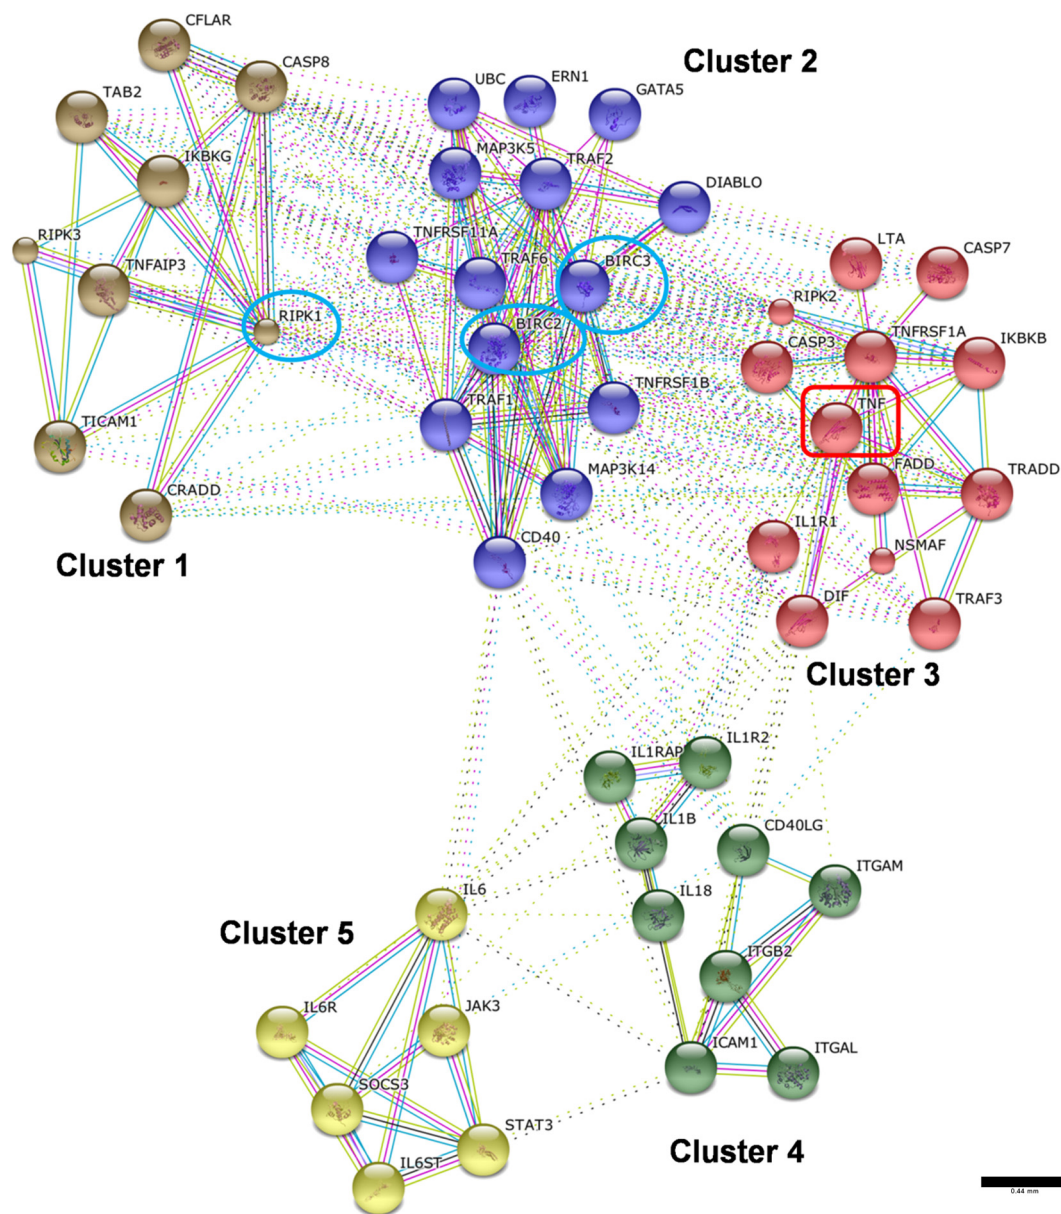 CFLAR
CASP8
TAB2
IKBKG
RIPK3
TNFAIP3
RIPK1
TICAM1
CRADD
Cluster 1
Cluster 2
UBC
ERN1
GATA5
MAP3K5
TRAF2
DIABLO
TNFRSF11A
TRAF6
BIRC3
BIRC2
TRAF1
TNFRSF1B
MAP3K14
CD40
LTA
CASP7
RIPK2
TNFRSF1A
IKBKB
CASP3
TNF
FADD
TRADD
IL1R1
NSMAF
DIF
TRAF3
Cluster 3
IL1RAP
IL1R2
IL1B
CD40LG
ITGAM
IL18
ITGB2
ICAM1
ITGAL
Cluster 4
Cluster 5
IL6
IL6R
JAK3
SOCS3
STAT3
IL6ST
0.44 mm